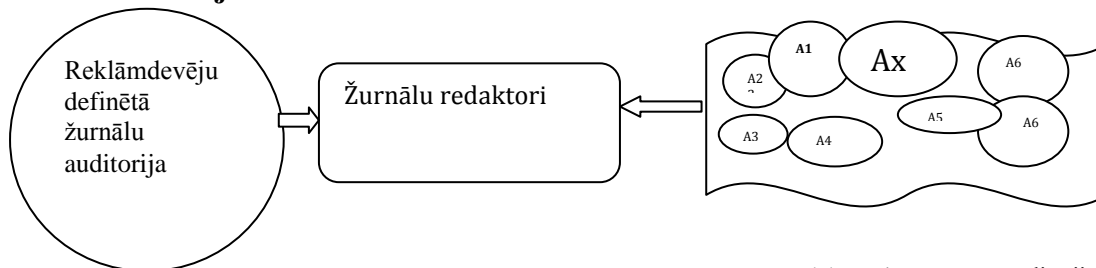 Reklāmdevēju
definētā
žurnālu
auditorija
Žurnālu redaktori
A1
Ax
A6
A2
A5
A6
A3
A4